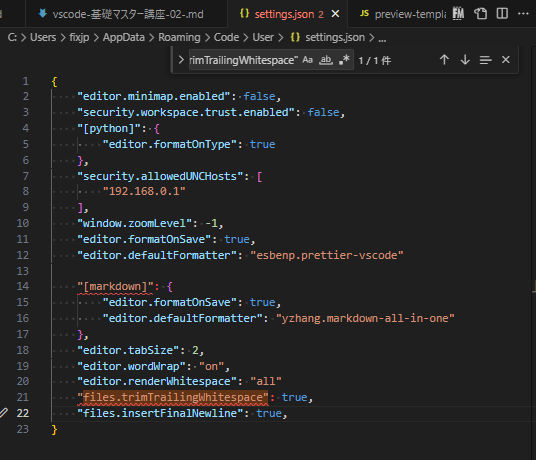 vscode-基礎マスター講座-02-.md
settings.json 2
preview-templ
C: > Users > fixjp > AppData > Roaming > Code > User > {} settings.json > ...
rimTrailingWhitespace" Aa ab .* 1 / 1 件
1 {
2 "editor.minimap.enabled": false,
3 "security.workspace.trust.enabled": false,
4 "[python]": {
5 "editor.formatOnType": true
6 },
7 "security.allowedUNCHosts": [
8 "192.168.0.1"
9 ],
10 "window.zoomLevel": -1,
11 "editor.formatOnSave": true,
12 "editor.defaultFormatter": "esbenp.prettier-vscode"
13
14 "[markdown]": {
15 "editor.formatOnSave": true,
16 "editor.defaultFormatter": "yzhang.markdown-all-in-one"
17 },
18 "editor.tabSize": 2,
19 "editor.wordWrap": "on",
20 "editor.renderWhitespace": "all"
21 "files.trimTrailingWhitespace": true,
22 "files.insertFinalNewline": true,
23 }